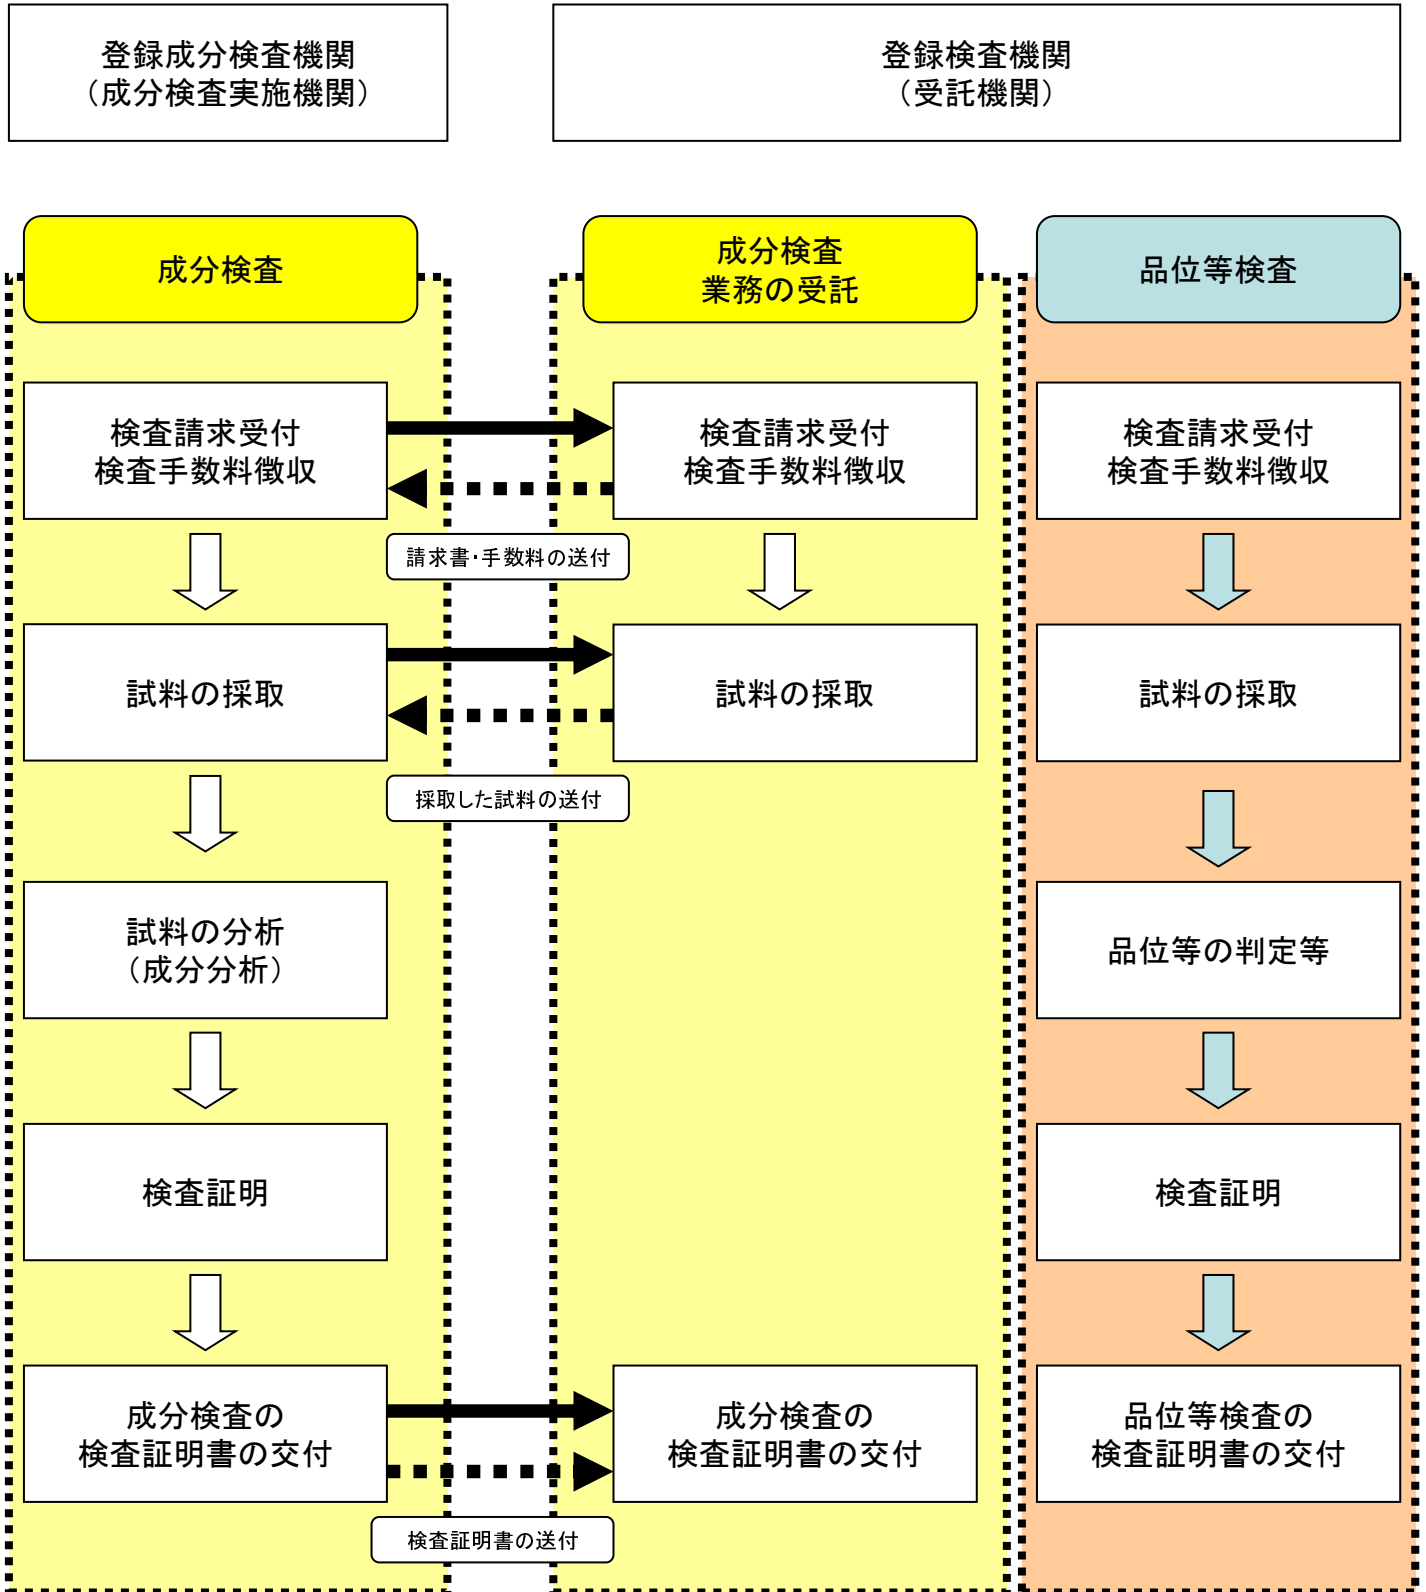 登録成分検査機関
（成分検査実施機関）
登録検査機関
（受託機関）
成分検査
成分検査
業務の受託
品位等検査
検査請求受付
検査手数料徴収
検査請求受付
検査手数料徴収
検査請求受付
検査手数料徴収
請求書・手数料の送付
試料の採取
試料の採取
試料の採取
採取した試料の送付
試料の分析
（成分分析）
品位等の判定等
検査証明
検査証明
成分検査の
検査証明書の交付
成分検査の
検査証明書の交付
品位等検査の
検査証明書の交付
検査証明書の送付